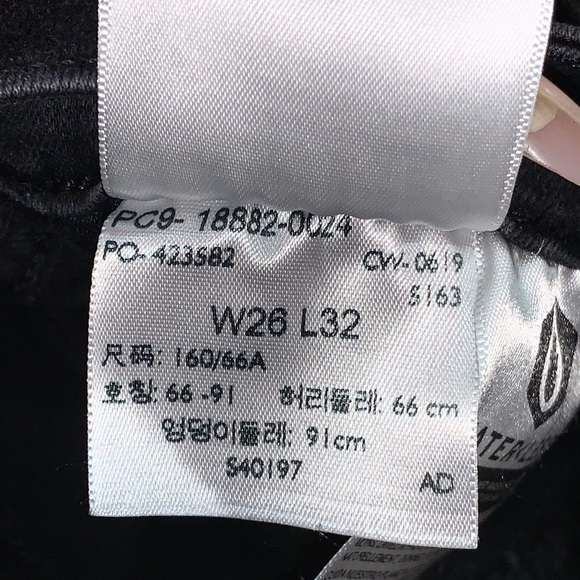 PC9- 18882-0024
PO- 423582 CW- 0619
S163
W26 L32
尺码: 160/66A
호칭: 66 -91 허리둘레: 66 cm
엉덩이둘레: 91cm
S40197 AD